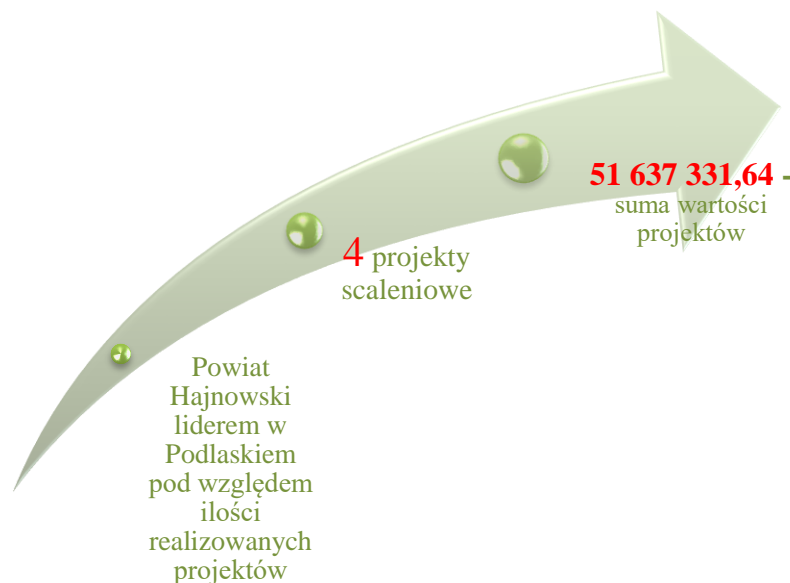 51 637 331,64 -
suma wartości
projektów
4 projekty
scaleniowe
Powiat
Hajnowski
liderem w
Podlaskiem
pod względem
ilości
realizowanych
projektów